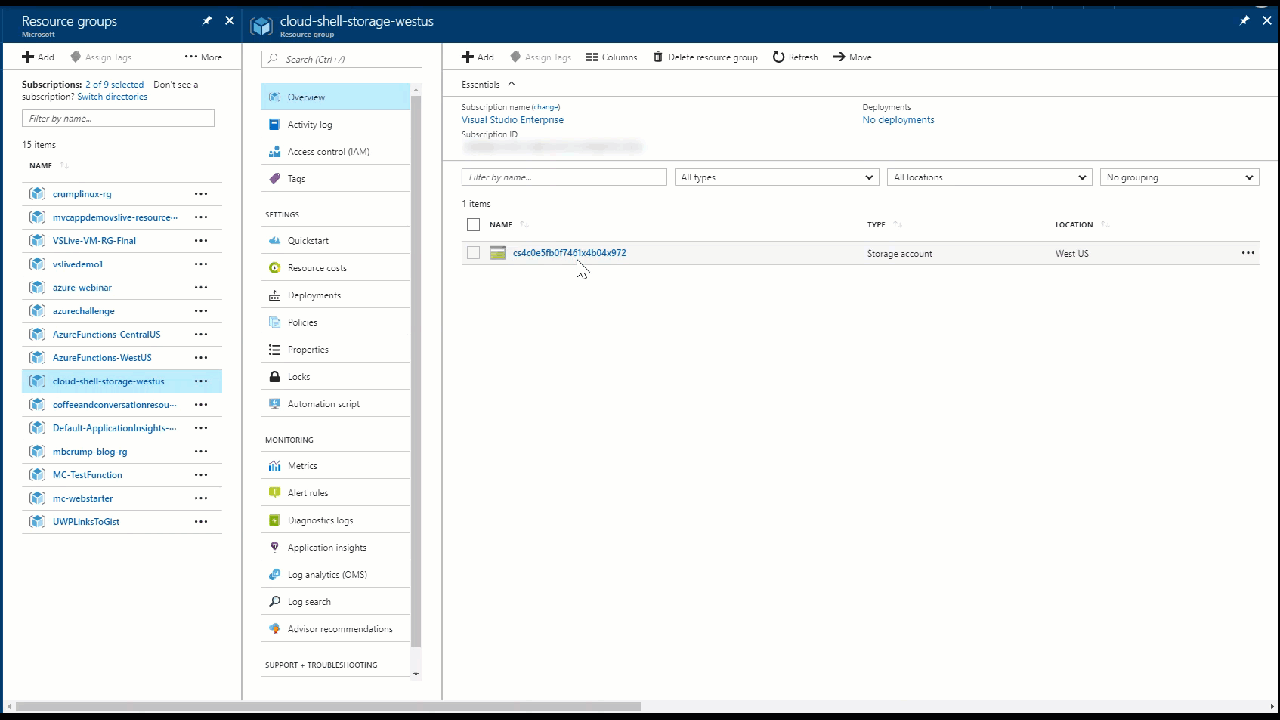 Resource groups
Microsoft
Add Assign Tags More
Subscriptions: 2 of 9 selected Don't see a
subscription? Switch directories
Filter by name...
15 items
NAME
crumplinux-rg
mvcappdemovslive-resource···
VSLive-VM-RG-Final
vslivedemo1
azure-webinar
azurechallenge
AzureFunctions-CentralUS
AzureFunctions-WestUS
cloud-shell-storage-westus
coffeeandconversationresou···
Default-ApplicationInsights-···
mbcrump-blog-rg
MC-TestFunction
mc-webstarter
UWPLinksToGist
cloud-shell-storage-westus
Resource group
Search (Ctrl+/)
Overview
Activity log
Access control (IAM)
Tags
SETTINGS
Quickstart
Resource costs
Deployments
Policies
Properties
Locks
Automation script
MONITORING
Metrics
Alert rules
Diagnostics logs
Application insights
Log analytics (OMS)
Log search
Advisor recommendations
SUPPORT + TROUBLESHOOTING
Add Assign Tags Columns Delete resource group Refresh Move
Essentials
Subscription name (change)
Visual Studio Enterprise
Subscription ID
Deployments
No deployments
Filter by name... All types All locations No grouping
1 items
NAME TYPE LOCATION
cs4c0e5fb0f7461x4b04x972 Storage account West US